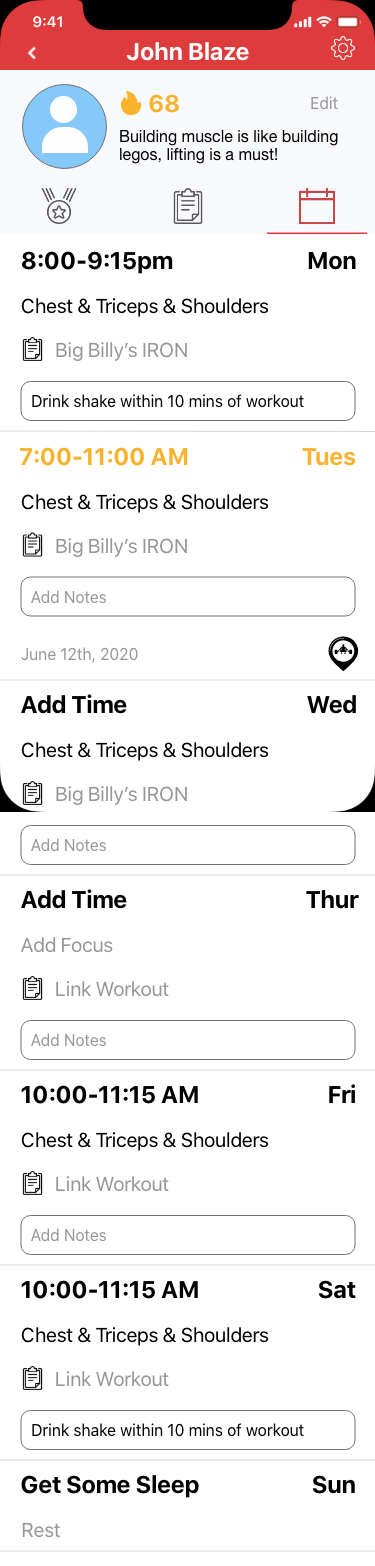 9:41
John Blaze
68
Edit
Building muscle is like building
legos, lifting is a must!
8:00-9:15pm Mon
Chest & Triceps & Shoulders
Big Billy’s IRON
Drink shake within 10 mins of workout
7:00-11:00 AM Tues
Chest & Triceps & Shoulders
Big Billy’s IRON
Add Notes
June 12th, 2020
Add Time Wed
Chest & Triceps & Shoulders
Big Billy’s IRON
Add Notes
Add Time Thur
Add Focus
Link Workout
Add Notes
10:00-11:15 AM Fri
Chest & Triceps & Shoulders
Link Workout
Add Notes
10:00-11:15 AM Sat
Chest & Triceps & Shoulders
Link Workout
Drink shake within 10 mins of workout
Get Some Sleep Sun
Rest